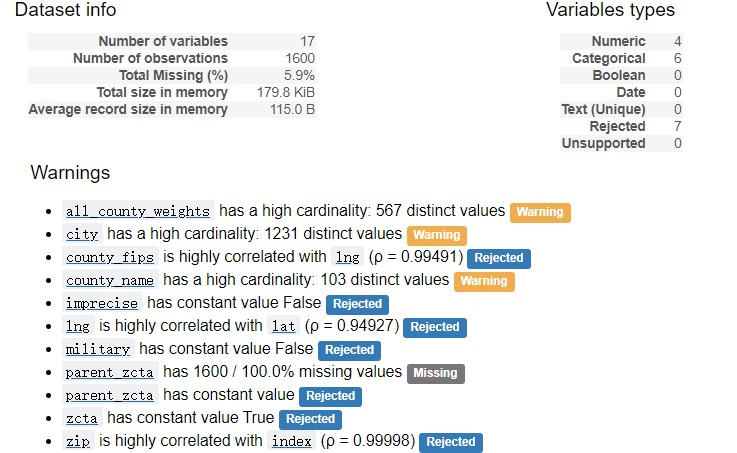 Dataset info
Variables types
Number of variables 17
Number of observations 1600
Total Missing (%) 5.9%
Total size in memory 179.8 KiB
Average record size in memory 115.0 B
Numeric 4
Categorical 6
Boolean 0
Date 0
Text (Unique) 0
Rejected 7
Unsupported 0
Warnings
all_county_weights has a high cardinality: 567 distinct values Warning
city has a high cardinality: 1231 distinct values Warning
county_fips is highly correlated with lng (ρ = 0.99491) Rejected
county_name has a high cardinality: 103 distinct values Warning
imprecise has constant value False Rejected
lng is highly correlated with lat (ρ = 0.94927) Rejected
military has constant value False Rejected
parent_zcta has 1600 / 100.0% missing values Missing
parent_zcta has constant value Rejected
zcta has constant value True Rejected
zip is highly correlated with index (ρ = 0.99998) Rejected